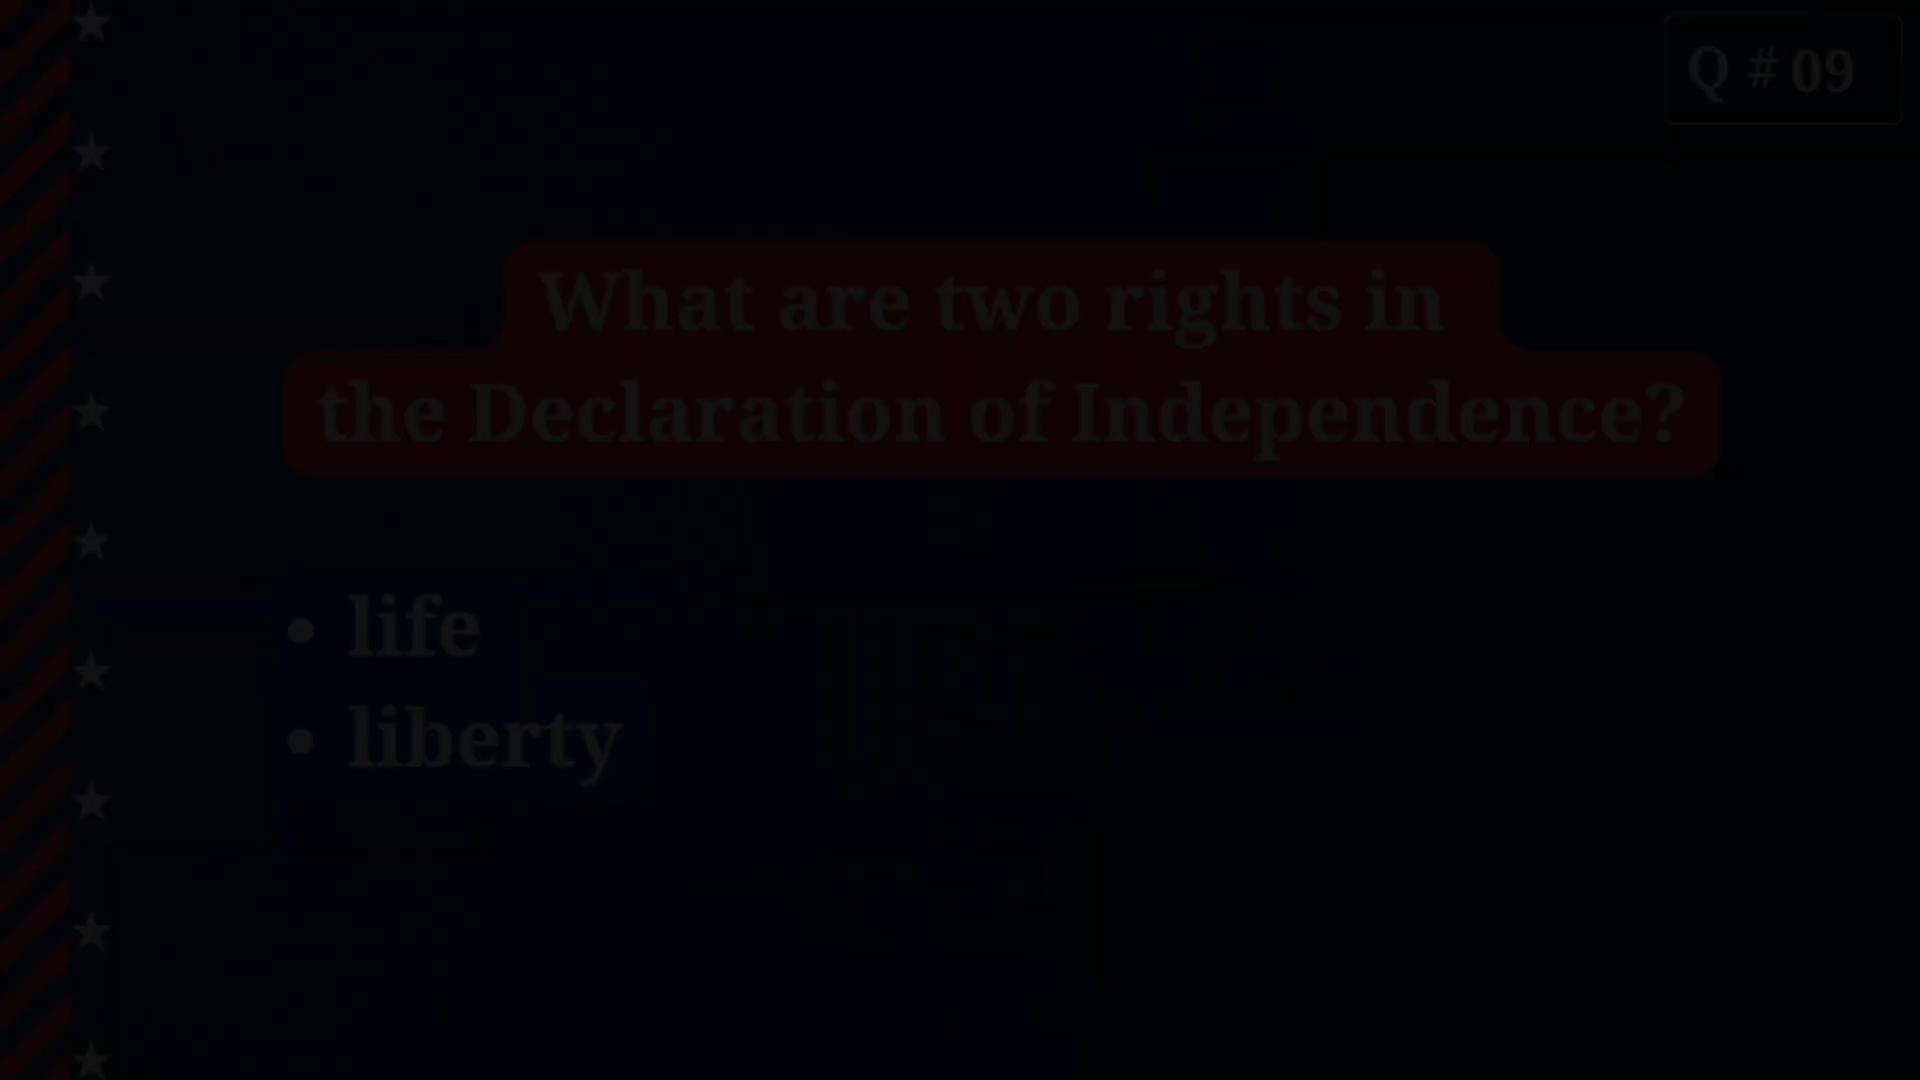 Q # 09
What are two rights in
the Declaration of Independence?
• life
• liberty